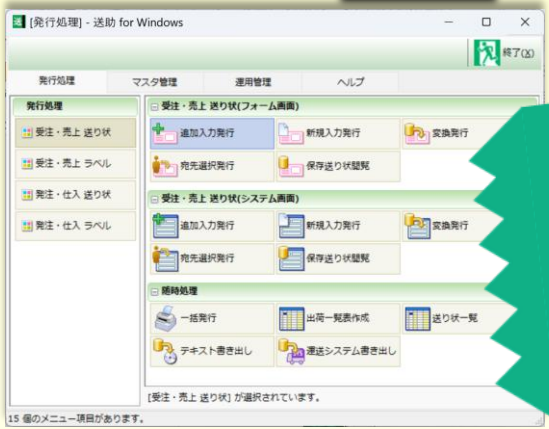 [発行処理] - 送助 for Windows
終了(X)
発行処理 マスタ管理 運用管理 ヘルプ
発行処理
受注・売上 送り状
受注・売上 ラベル
発注・仕入 送り状
発注・仕入 ラベル
受注・売上 送り状(フォーム画面)
追加入力発行 新規入力発行 変換発行
宛先選択発行 保存送り状閲覧
受注・売上 送り状(システム画面)
追加入力発行 新規入力発行 変換発行
宛先選択発行 保存送り状閲覧
随時処理
一括発行 出荷一覧表作成 送り状一覧
テキスト書き出し 運送システム書き出し
[受注・売上 送り状] が選択されています。
15 個のメニュー項目があります。